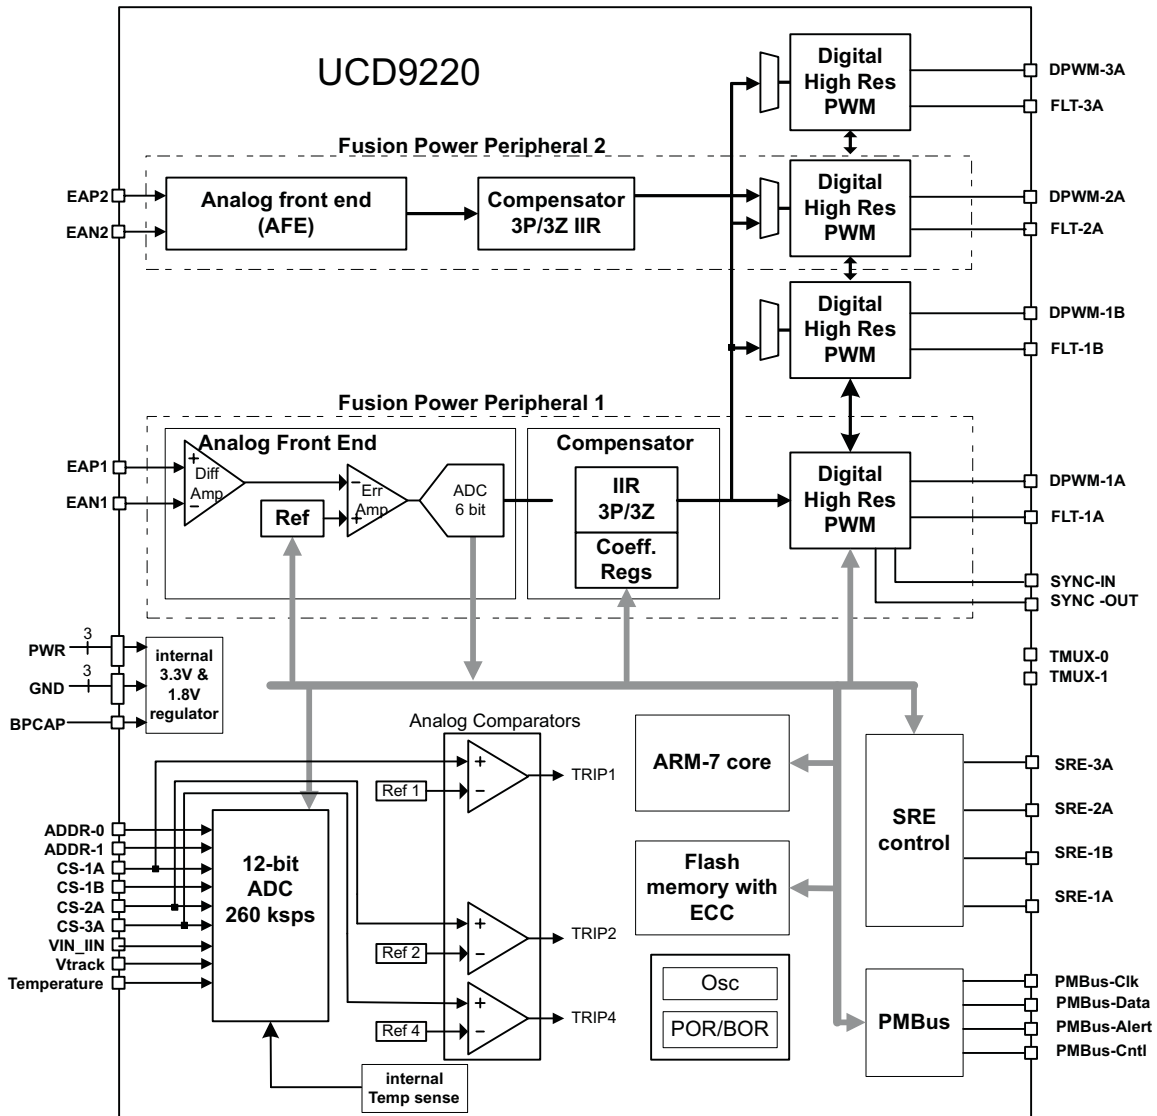 UCD9220
Digital
High Res
PWM
DPWM-3A
FLT-3A
Fusion Power Peripheral 2
EAP2
EAN2
Analog front end
(AFE)
Compensator
3P/3Z IIR
Digital
High Res
PWM
DPWM-2A
FLT-2A
Digital
High Res
PWM
DPWM-1B
FLT-1B
Fusion Power Peripheral 1
Analog Front End
Compensator
EAP1
EAN1
+
Diff
Amp
−
Ref
−
Err
Amp
+
ADC
6 bit
IIR
3P/3Z
Coeff.
Regs
Digital
High Res
PWM
DPWM-1A
FLT-1A
SYNC-IN
SYNC -OUT
TMUX-0
TMUX-1
PWR
3
GND
3
BPCAP
internal
3.3V &
1.8V
regulator
Analog Comparators
+
−
Ref 1
TRIP1
+
−
Ref 2
TRIP2
+
−
Ref 4
TRIP4
ADDR-0
ADDR-1
CS-1A
CS-1B
CS-2A
CS-3A
VIN_IIN
Vtrack
Temperature
12-bit
ADC
260 ksps
internal
Temp sense
ARM-7 core
Flash
memory with
ECC
Osc
POR/BOR
SRE
control
SRE-3A
SRE-2A
SRE-1B
SRE-1A
PMBus
PMBus-Clk
PMBus-Data
PMBus-Alert
PMBus-Cntl